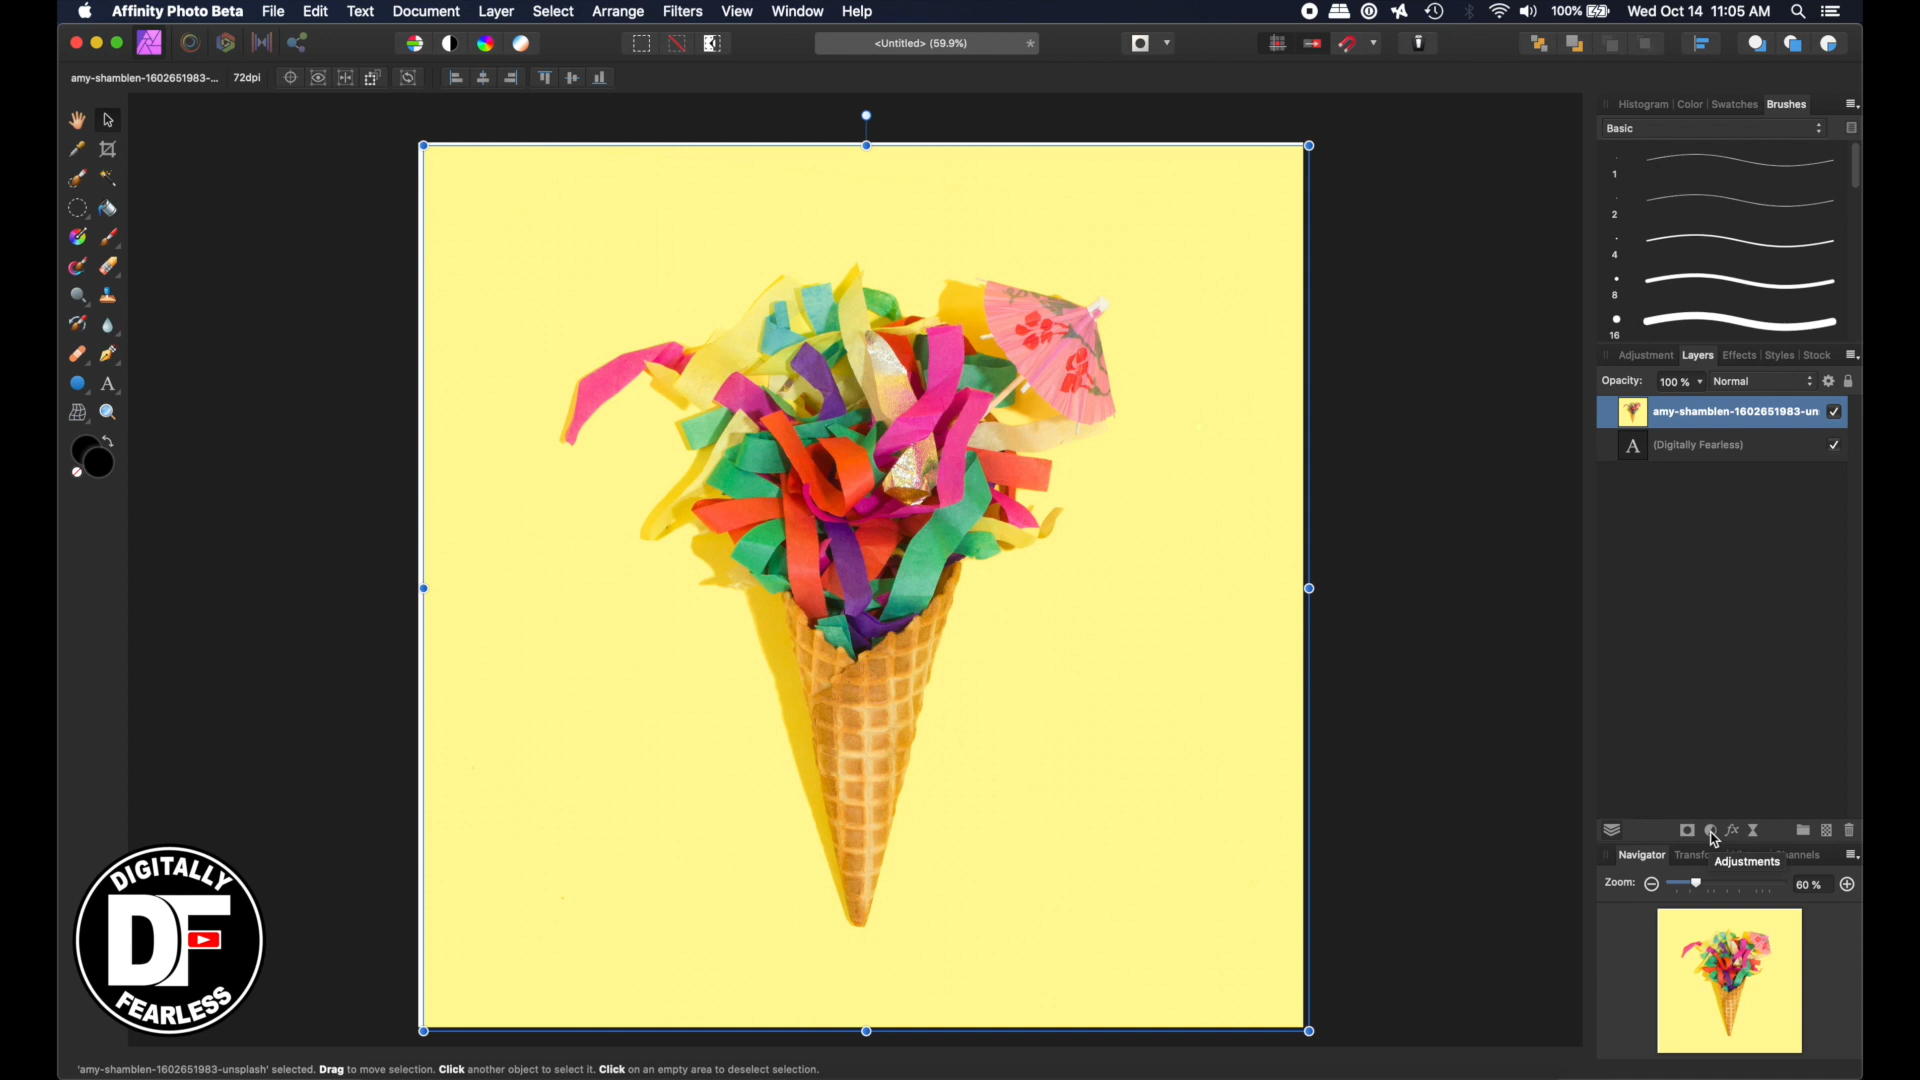 Affinity Photo Beta File Edit Text Document Layer Select Arrange Filters View Window Help 100% Wed Oct 14 11:05 AM
<Untitled> (59.9%) *
amy-shamblen-1602651983-... 72dpi
Histogram Color Swatches Brushes
Basic
1
2
4
8
16
Adjustment Layers Effects Styles Stock
Opacity: 100 % Normal
amy-shamblen-1602651983-un
A (Digitally Fearless)
fx
Adjustments
Navigator Transfo hannels
Zoom: 60 %
DIGITALLY
DF
FEARLESS
'amy-shamblen-1602651983-unsplash' selected. Drag to move selection. Click another object to select it. Click on an empty area to deselect selection.